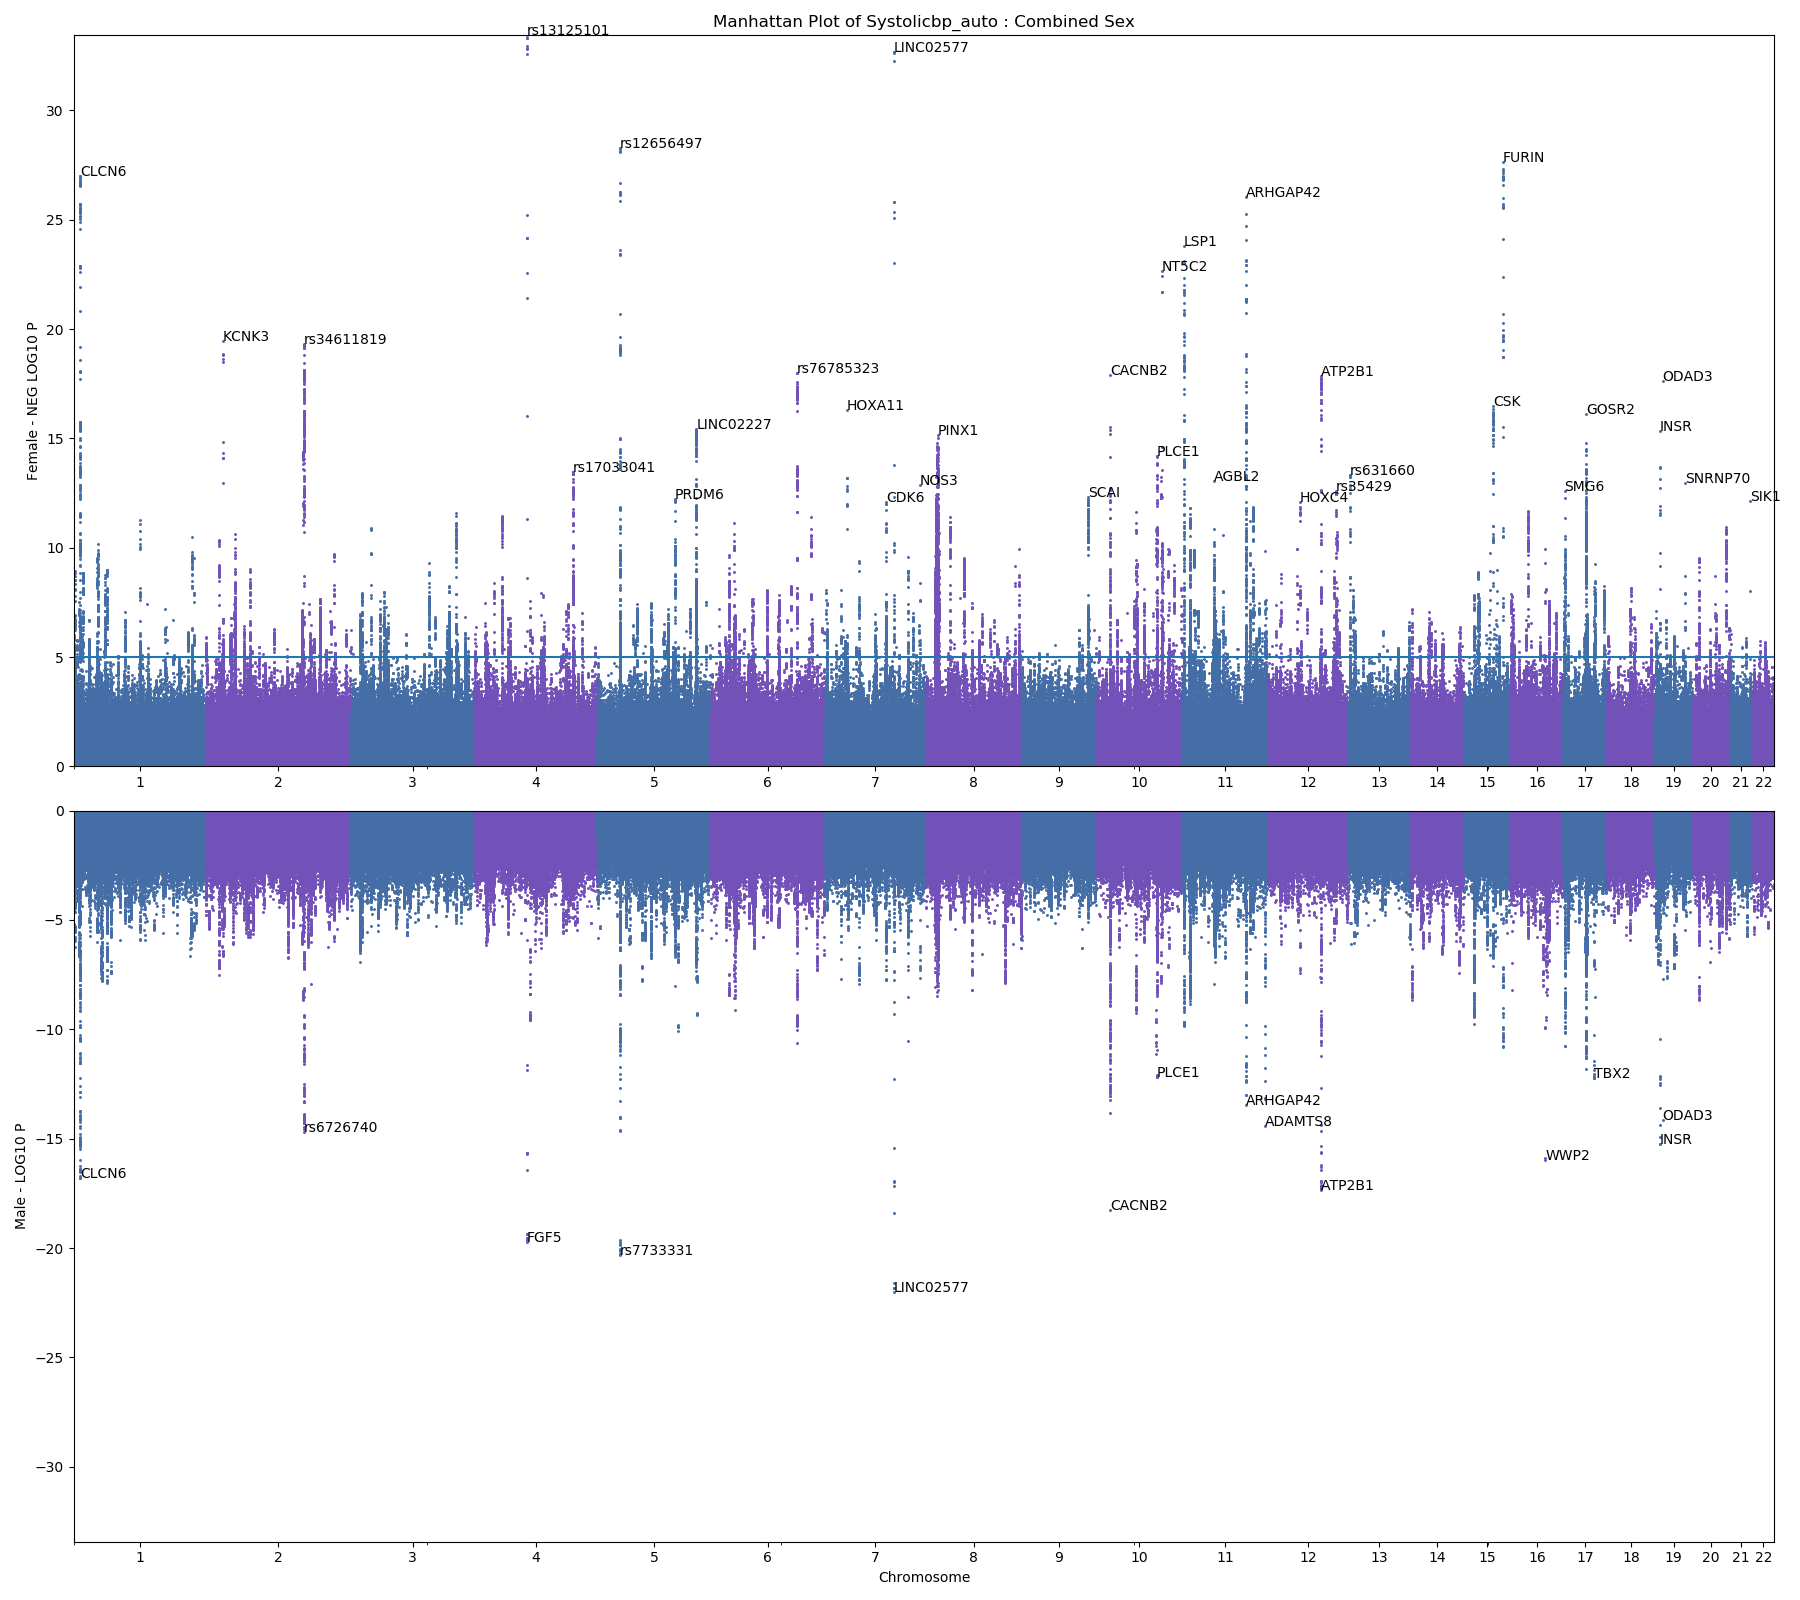 Manhattan Plot of Systolicbp_auto : Combined Sex
rs13125101
LINC02577
rs12656497
FURIN
CLCN6
ARHGAP42
LSP1
NT5C2
KCNK3
rs34611819
rs76785323
CACNB2
ATP2B1
ODAD3
HOXA11
CSK
GOSR2
LINC02227
PINX1
INSR
PLCE1
rs17033041
NOS3
AGBL2
rs631660
rs35429
SNRNP70
PRDM6
CDK6
SCAI
HOXC4
SMG6
SIK1
30
25
20
15
10
5
0
Female - NEG LOG10 P
1 2 3 4 5 6 7 8 9 10 11 12 13 14 15 16 17 18 19 20 21 22
0
−5
−10
−15
−20
−25
−30
Male - LOG10 P
PLCE1
TBX2
ARHGAP42
ADAMTS8
ODAD3
rs6726740
INSR
WWP2
CLCN6
ATP2B1
CACNB2
FGF5
rs7733331
LINC02577
1 2 3 4 5 6 7 8 9 10 11 12 13 14 15 16 17 18 19 20 21 22
Chromosome